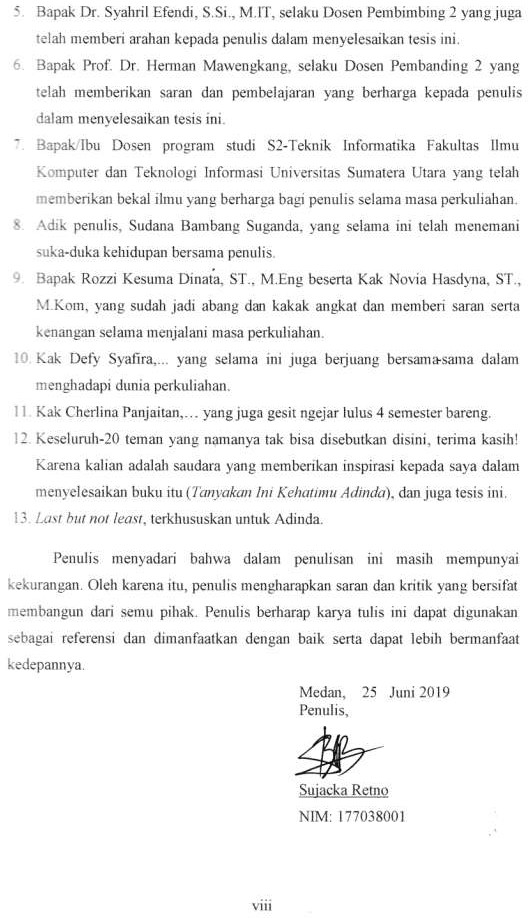 5. Bapak Dr. Syahril Efendi, S.Si., M.IT, selaku Dosen Pembimbing 2 yang juga
telah memberi arahan kepada penulis dalam menyelesaikan tesis ini.
6. Bapak Prof. Dr. Herman Mawengkang, selaku Dosen Pembanding 2 yang
telah memberikan saran dan pembelajaran yang berharga kepada penulis
dalam menyelesaikan tesis ini.
7. Bapak/Ibu Dosen program studi S2-Teknik Informatika Fakultas Ilmu
Komputer dan Teknologi Informasi Universitas Sumatera Utara yang telah
memberikan bekal ilmu yang berharga bagi penulis selama masa perkuliahan.
8. Adik penulis, Sudana Bambang Suganda, yang selama ini telah menemani
suka-duka kehidupan bersama penulis.
9. Bapak Rozzi Kesuma Dinata, ST., M.Eng beserta Kak Novia Hasdyna, ST.,
M.Kom, yang sudah jadi abang dan kakak angkat dan memberi saran serta
kenangan selama menjalani masa perkuliahan.
10. Kak Defy Syafira,... yang selama ini juga berjuang bersama-sama dalam
menghadapi dunia perkuliahan.
11. Kak Cherlina Panjaitan,... yang juga gesit ngejar lulus 4 semester bareng.
12. Keseluruh-20 teman yang namanya tak bisa disebutkan disini, terima kasih!
Karena kalian adalah saudara yang memberikan inspirasi kepada saya dalam
menyelesaikan buku itu (Tanyakan Ini Kehatimu Adinda), dan juga tesis ini.
13. Last but not least, terkhususkan untuk Adinda.
Penulis menyadari bahwa dalam penulisan ini masih mempunyai
kekurangan. Oleh karena itu, penulis mengharapkan saran dan kritik yang bersifat
membangun dari semu pihak. Penulis berharap karya tulis ini dapat digunakan
sebagai referensi dan dimanfaatkan dengan baik serta dapat lebih bermanfaat
kedepannya.
Medan, 25 Juni 2019
Penulis,
Sujacka Retno
NIM: 177038001
viii